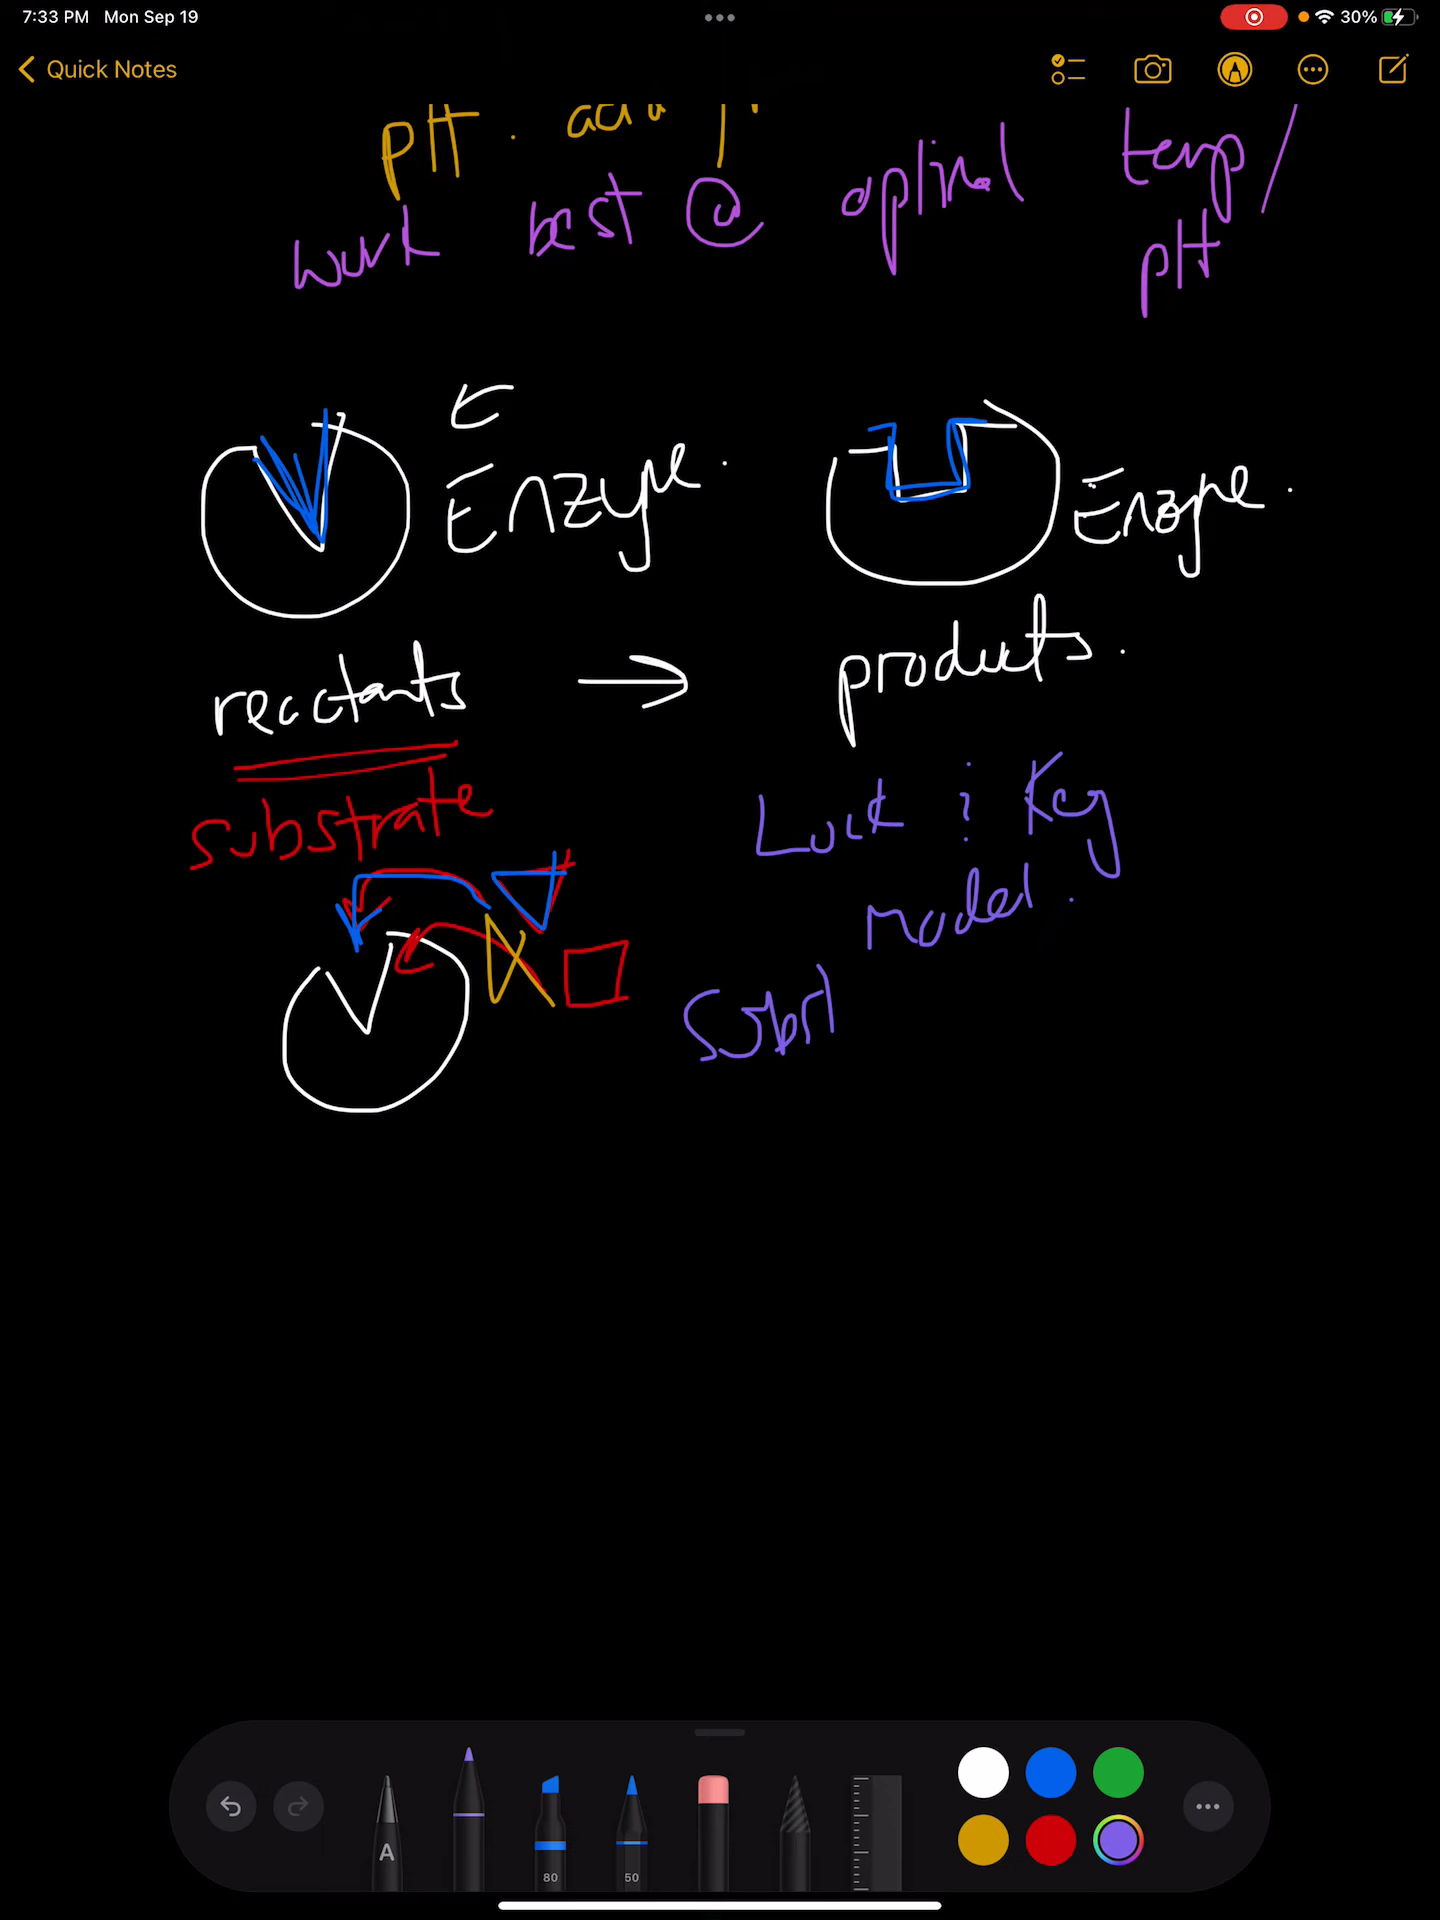 7:33 PM Mon Sep 19
30%
Quick Notes
pH.
work best @ optimal temp/
pH
E
Enzyme.
Enzyme.
reactants → products.
substrate
Lock & Key
Model.
Subst
A
80
50